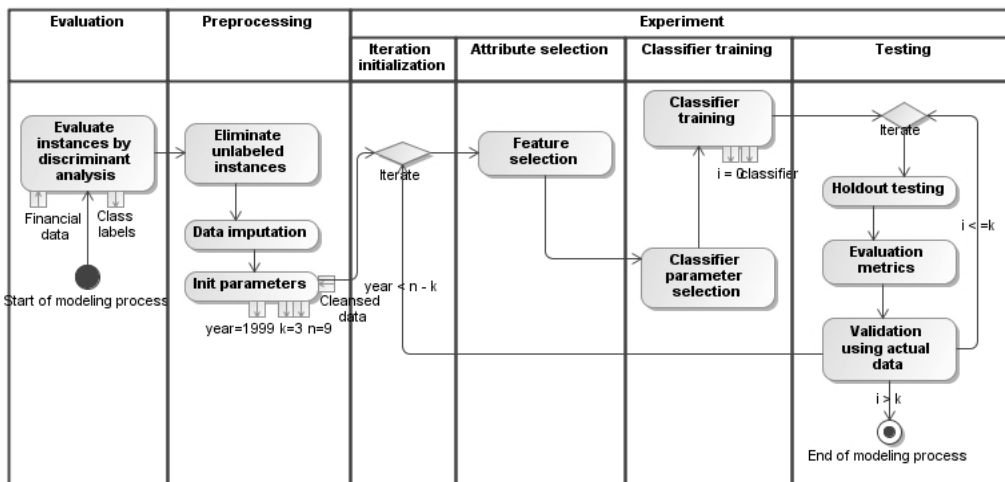 Evaluation
Preprocessing
Experiment
Iteration
initialization
Attribute selection
Classifier training
Testing
Evaluate
instances by
discriminant
analysis
Financial
data
Class
labels
Start of modeling process
Eliminate
unlabeled
instances
Data imputation
Init parameters
Cleansed
data
year=1999 k=3 n=9
Iterate
year < n - k
Feature
selection
Classifier
training
i = 0
classifier
Classifier
parameter
selection
Iterate
Holdout testing
i < =k
Evaluation
metrics
Validation
using actual
data
i > k
End of modeling process